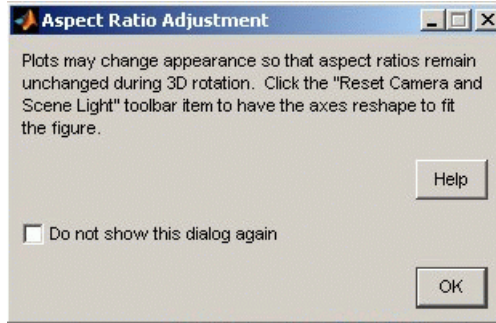 Aspect Ratio Adjustment
Plots may change appearance so that aspect ratios remain
unchanged during 3D rotation. Click the "Reset Camera and
Scene Light" toolbar item to have the axes reshape to fit
the figure.
Help
Do not show this dialog again
OK